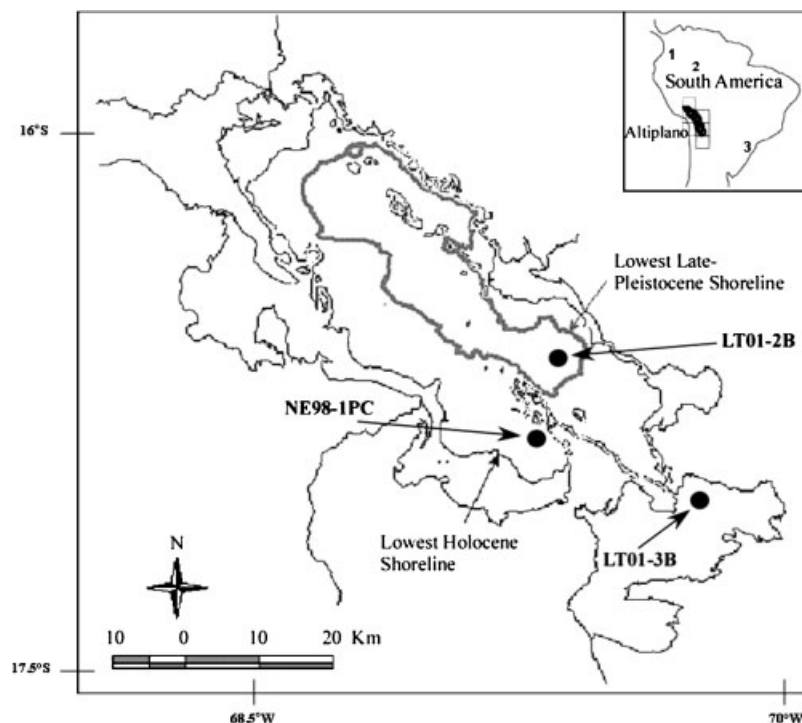 1
2
South America
Altiplano
3
16°S
Lowest Late-
Pleistocene Shoreline
LT01-2B
NE98-1PC
Lowest Holocene
Shoreline
LT01-3B
N
10 0 10 20 Km
17.5°S
68.5°W 70°W